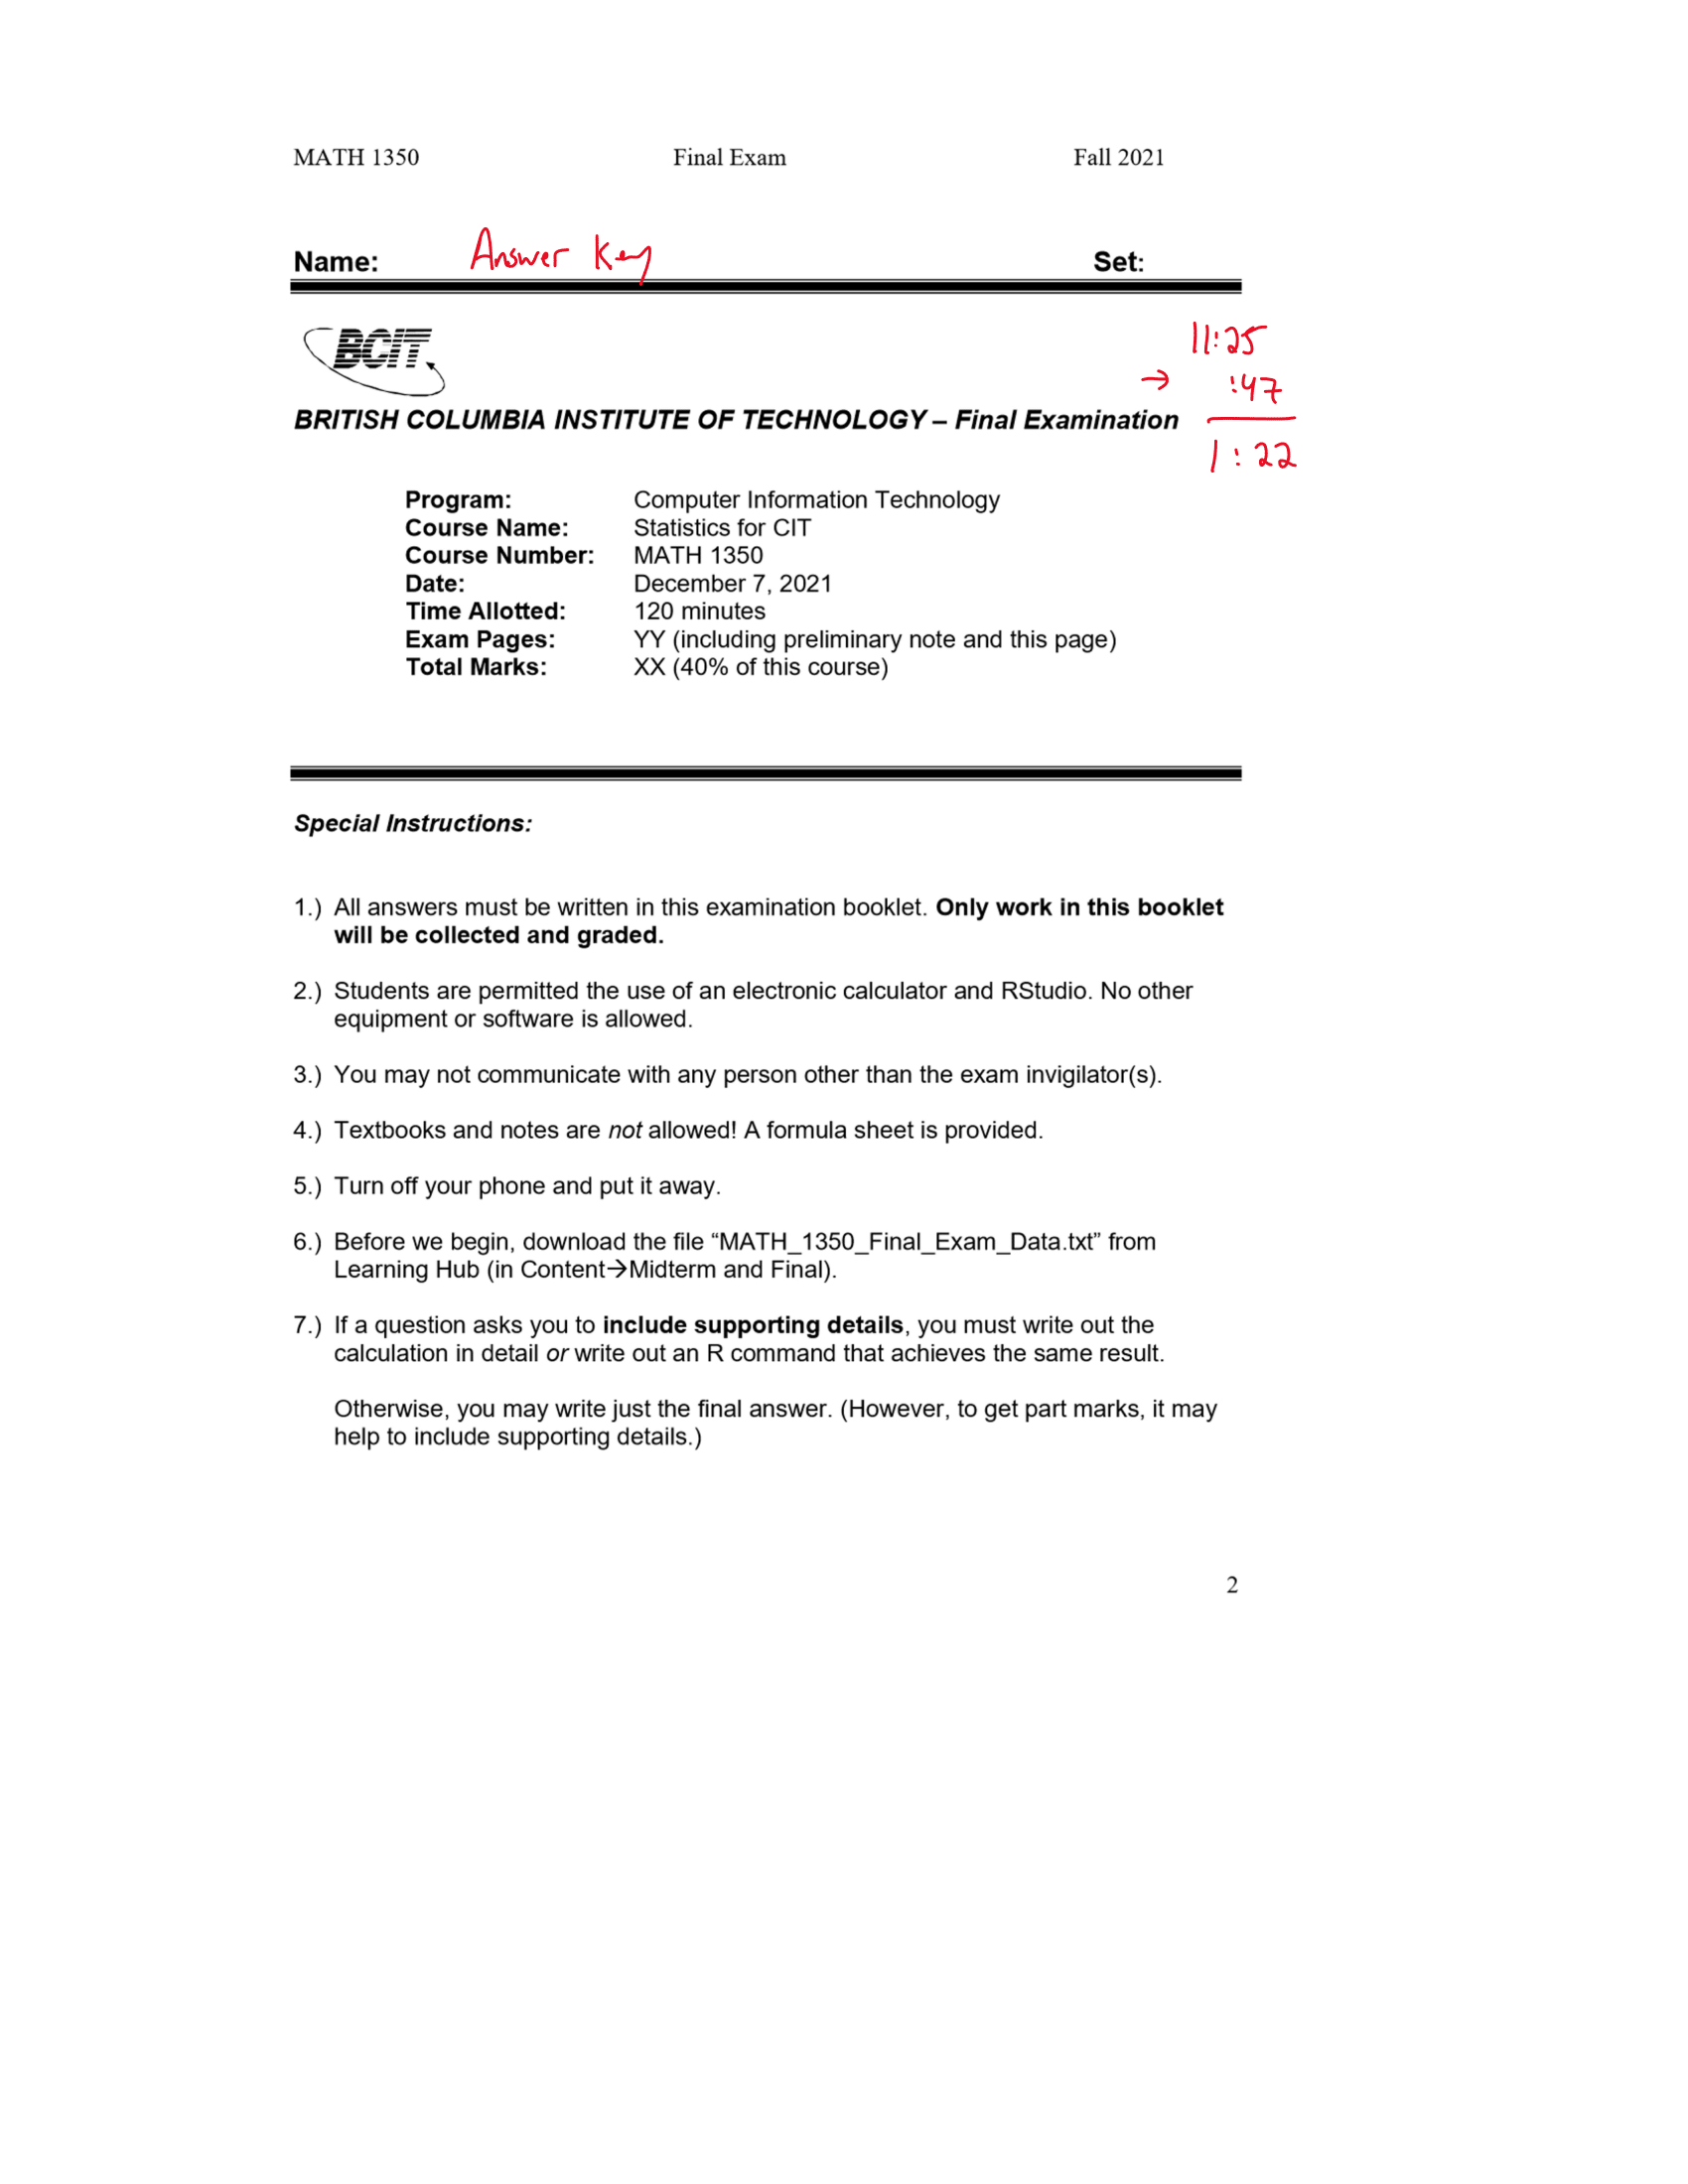 MATH 1350 Final Exam Fall 2021
Name: Answer Key Set:
BCIT
11:25
→ :47
1:22
BRITISH COLUMBIA INSTITUTE OF TECHNOLOGY – Final Examination
Program: Computer Information Technology
Course Name: Statistics for CIT
Course Number: MATH 1350
Date: December 7, 2021
Time Allotted: 120 minutes
Exam Pages: YY (including preliminary note and this page)
Total Marks: XX (40% of this course)
Special Instructions:
1.) All answers must be written in this examination booklet. Only work in this booklet
will be collected and graded.
2.) Students are permitted the use of an electronic calculator and RStudio. No other
equipment or software is allowed.
3.) You may not communicate with any person other than the exam invigilator(s).
4.) Textbooks and notes are not allowed! A formula sheet is provided.
5.) Turn off your phone and put it away.
6.) Before we begin, download the file “MATH_1350_Final_Exam_Data.txt” from
Learning Hub (in Content→Midterm and Final).
7.) If a question asks you to include supporting details, you must write out the
calculation in detail or write out an R command that achieves the same result.
Otherwise, you may write just the final answer. (However, to get part marks, it may
help to include supporting details.)
2